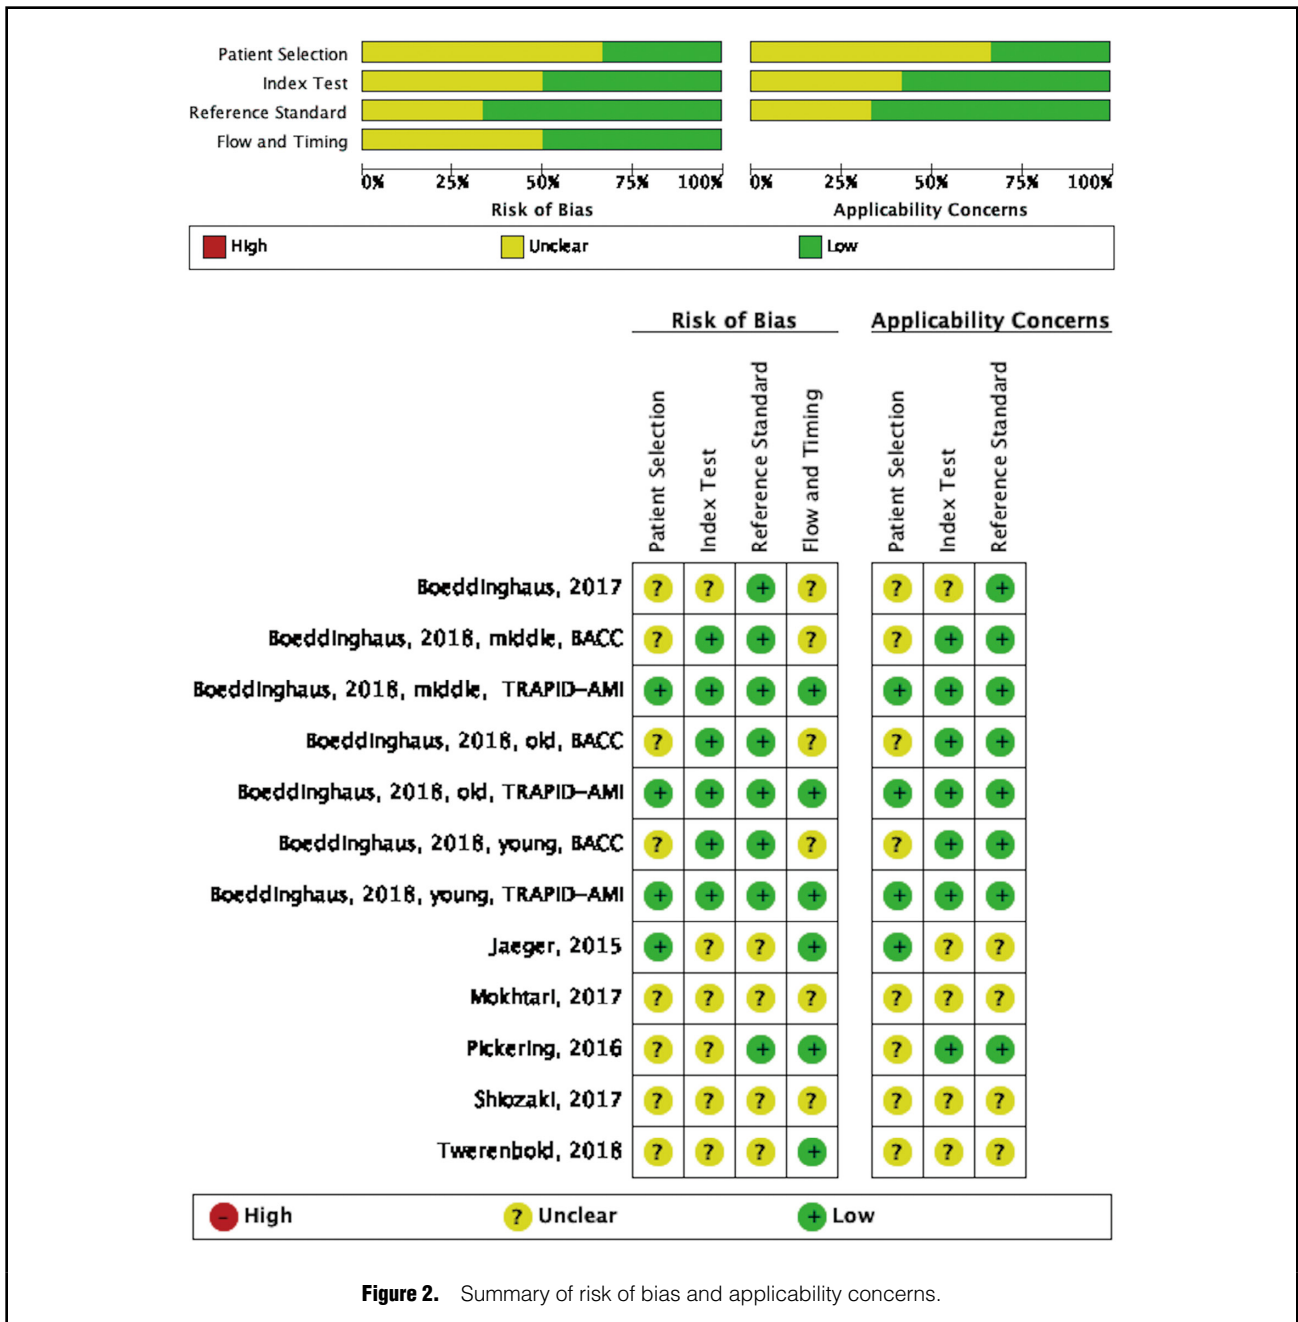 Patient Selection
Index Test
Reference Standard
Flow and Timing
0% 25% 50% 75% 100%
Risk of Bias
0% 25% 50% 75% 100%
Applicability Concerns
High Unclear Low
Risk of Bias Applicability Concerns
Patient Selection
Index Test
Reference Standard
Flow and Timing
Patient Selection
Index Test
Reference Standard
Boeddinghaus, 2017 ? ? + ? ? ? +
Boeddinghaus, 2018, middle, BACC ? + + ? ? + +
Boeddinghaus, 2018, middle, TRAPID-AMI + + + + + + +
Boeddinghaus, 2018, old, BACC ? + + ? ? + +
Boeddinghaus, 2018, old, TRAPID-AMI + + + + + + +
Boeddinghaus, 2018, young, BACC ? + + ? ? + +
Boeddinghaus, 2018, young, TRAPID-AMI + + + + + + +
Jaeger, 2015 + ? ? + + ? ?
Mokhtari, 2017 ? ? ? ? ? ? ?
Pickering, 2016 ? ? + + ? + +
Shiozaki, 2017 ? ? ? ? ? ? ?
Twerenbold, 2018 ? ? ? + ? ? ?
- High ? Unclear + Low
Figure 2. Summary of risk of bias and applicability concerns.